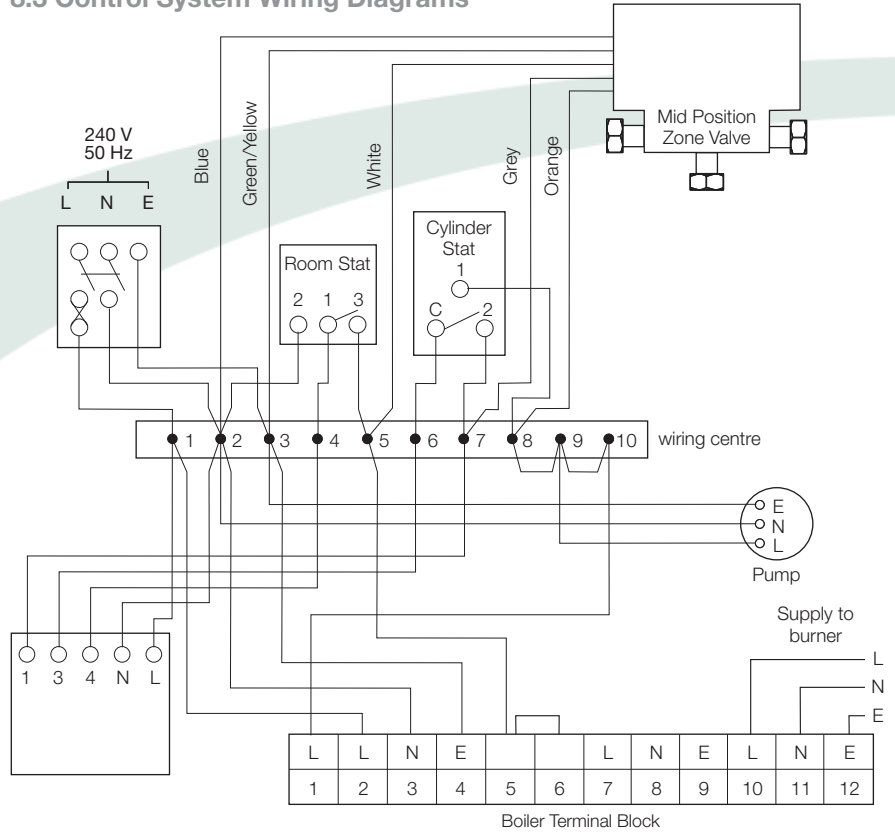 8.3 Control System Wiring Diagrams
Mid Position
Zone Valve
240 V
50 Hz
L N E
Blue
Green/Yellow
White
Grey
Orange
Room Stat
2 1 3
Cylinder
Stat
1
C 2
1 2 3 4 5 6 7 8 9 10 wiring centre
E
N
L
Pump
Supply to
burner
L
N
E
1 3 4 N L
L L N E L N E L N E
1 2 3 4 5 6 7 8 9 10 11 12
Boiler Terminal Block